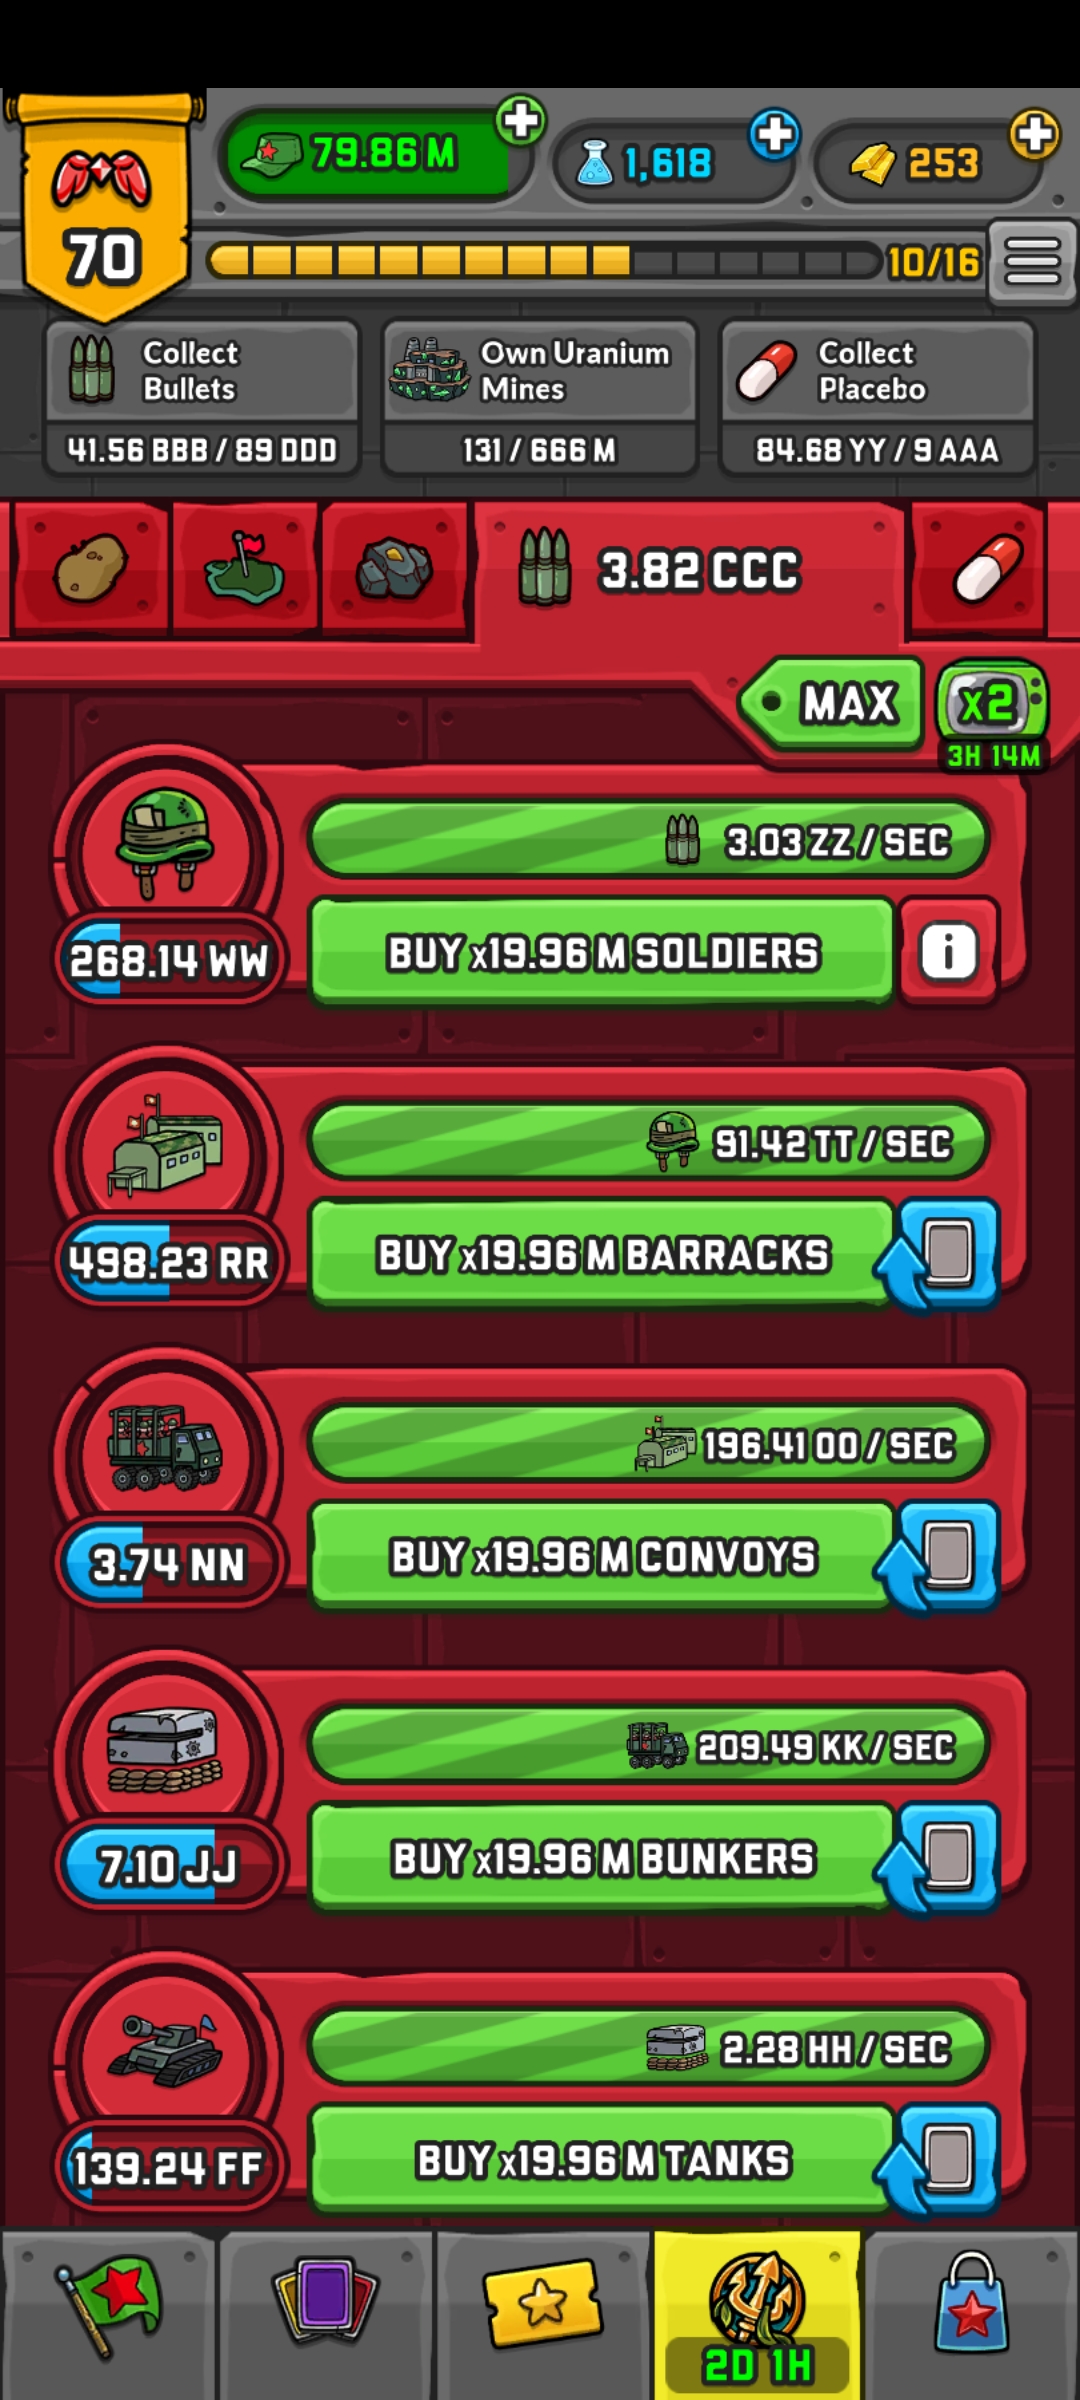 79.86 M
1,618
253
70
10/16
Collect
Bullets
Own Uranium
Mines
Collect
Placebo
41.56 BBB / 89 DDD
131 / 666 M
84.68 YY / 9 AAA
3.82 CCC
MAX
x2
3H 14M
3.03 ZZ / SEC
268.14 WW
BUY x19.96 M SOLDIERS
i
91.42 TT / SEC
498.23 RR
BUY x19.96 M BARRACKS
196.41 OO / SEC
3.74 NN
BUY x19.96 M CONVOYS
209.49 KK / SEC
7.10 JJ
BUY x19.96 M BUNKERS
2.28 HH / SEC
139.24 FF
BUY x19.96 M TANKS
2D 1H